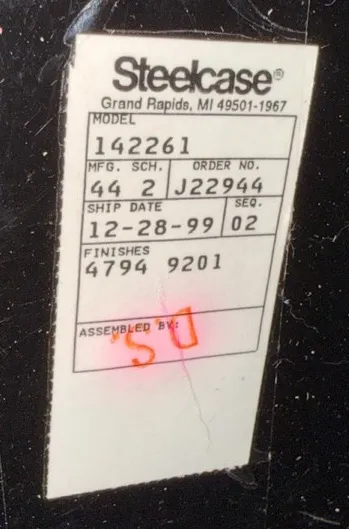 Steelcase®
Grand Rapids, MI 49501-1967
MODEL
142261
MFG. SCH. ORDER NO.
44 2 J22944
SHIP DATE SEQ.
12-28-99 02
FINISHES
4794 9201
ASSEMBLED BY:
D.S.